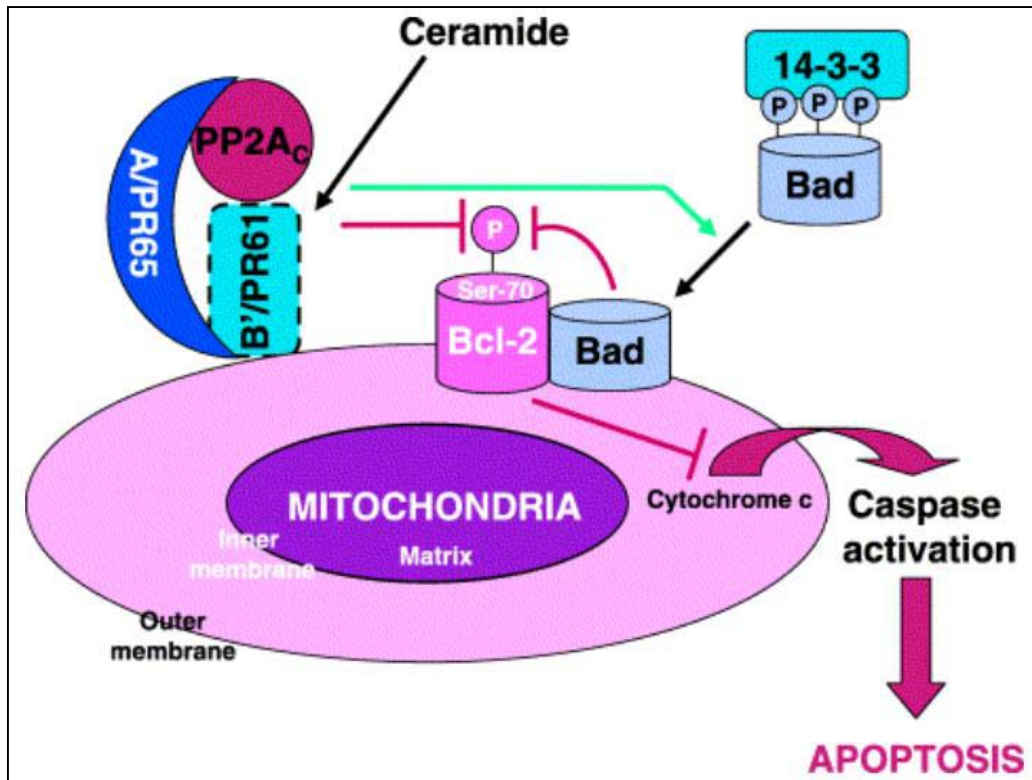 Ceramide
14-3-3
P P P
Bad
PP2AC
A/PR65
B'/PR61
P
Ser-70
Bcl-2
Bad
MITOCHONDRIA
Inner
membrane
Matrix
Outer
membrane
Cytochrome c
Caspase
activation
APOPTOSIS